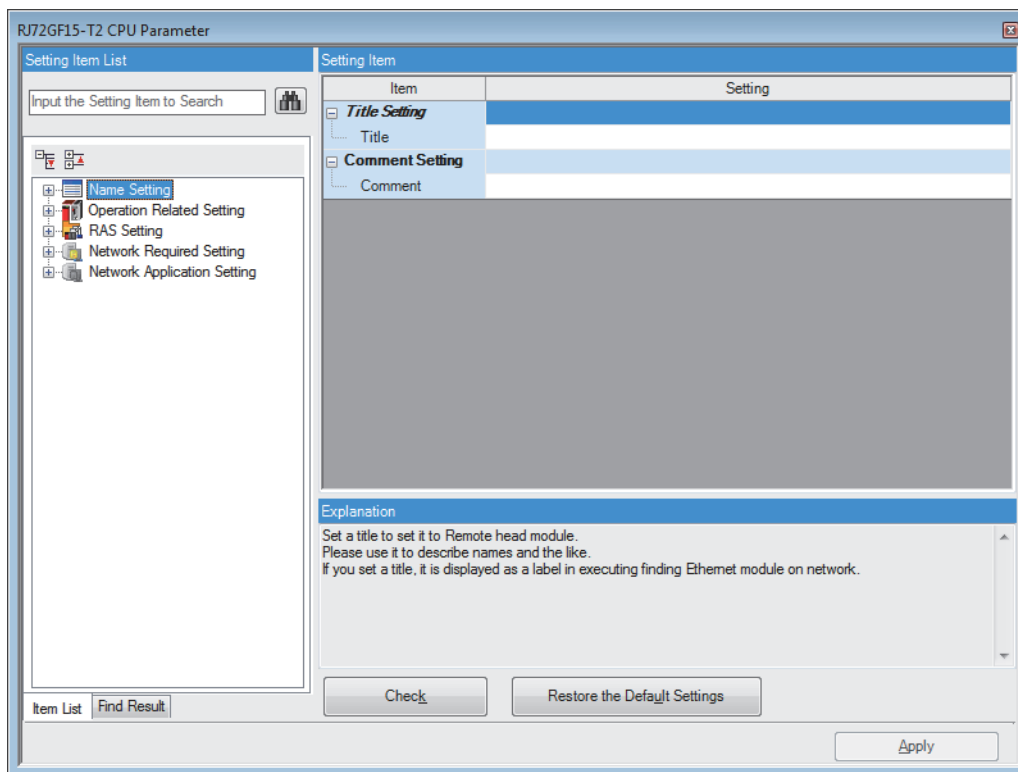 RJ72GF15-T2 CPU Parameter
Setting Item List
Input the Setting Item to Search
Name Setting
Operation Related Setting
RAS Setting
Network Required Setting
Network Application Setting
Item List
Find Result
Setting Item
Item
Setting
Title Setting
Title
Comment Setting
Comment
Explanation
Set a title to set it to Remote head module.
Please use it to describe names and the like.
If you set a title, it is displayed as a label in executing finding Ethernet module on network.
Check
Restore the Default Settings
Apply